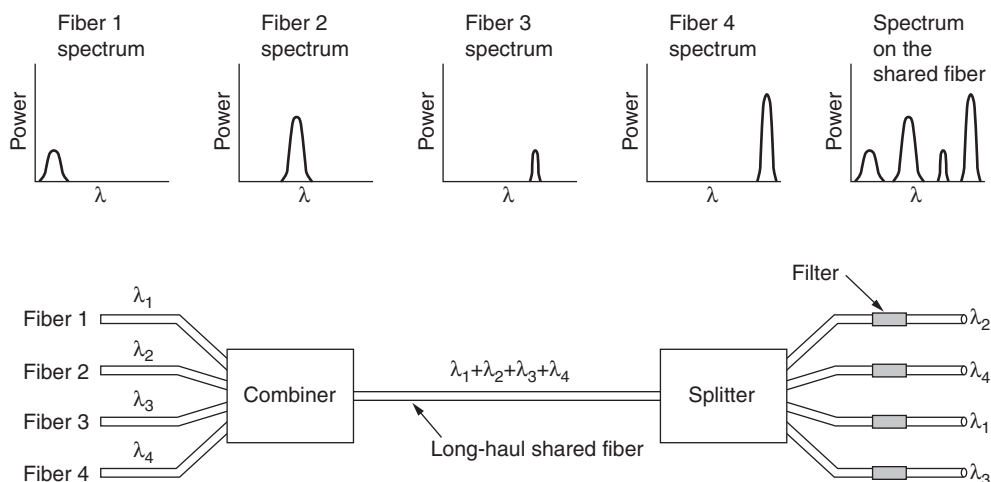 Fiber 1
spectrum
Fiber 2
spectrum
Fiber 3
spectrum
Fiber 4
spectrum
Spectrum
on the
shared fiber
Power
λ
Power
λ
Power
λ
Power
λ
Power
λ
Filter
Fiber 1
λ1
Fiber 2
λ2
Fiber 3
λ3
Fiber 4
λ4
Combiner
λ1+λ2+λ3+λ4
Long-haul shared fiber
Splitter
λ2
λ4
λ1
λ3